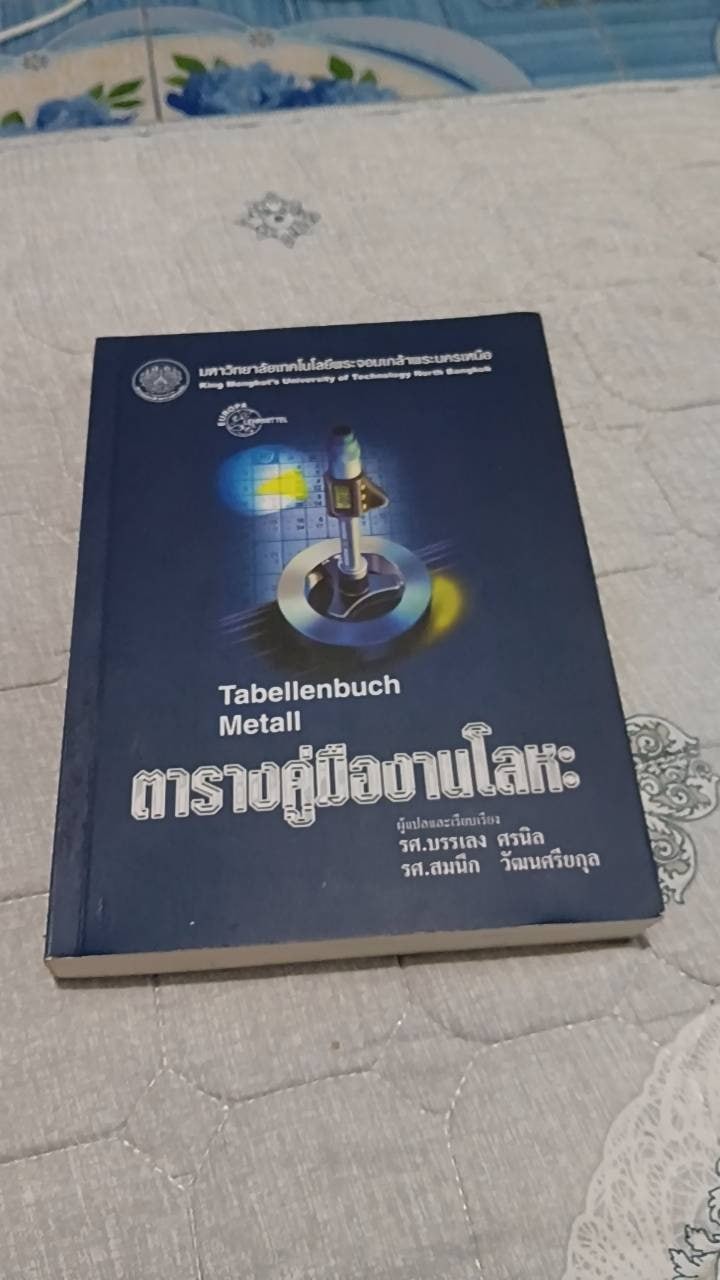 มหาวิทยาลัยเทคโนโลยีพระจอมเกล้าพระนครเหนือ
King Mongkut's University of Technology North Bangkok
EUROPA
LEHRMITTEL
Tabellenbuch
Metall
ตารางคู่มืองานโลหะ
ผู้แปลและเรียบเรียง
รศ.บรรเลง ศรนิล
รศ.สมนึก วัฒนศรียกุล